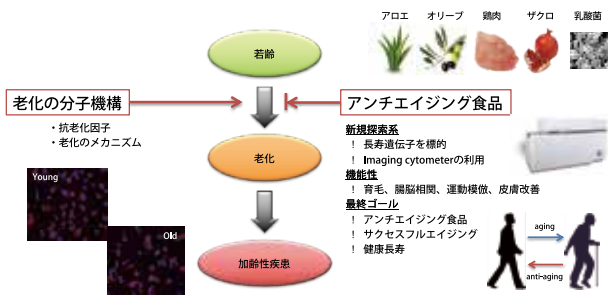 アロエ オリーブ 鶏肉 ザクロ 乳酸菌
若齢
老化の分子機構
アンチエイジング食品
・抗老化因子
・老化のメカニズム
新規探索系
! 長寿遺伝子を標的
! Imaging cytometerの利用
老化
機能性
! 育毛、腸脳相関、運動模倣、皮膚改善
最終ゴール
! アンチエイジング食品
! サクセスフルエイジング
! 健康長寿
Young
Old
加齢性疾患
aging
anti-aging